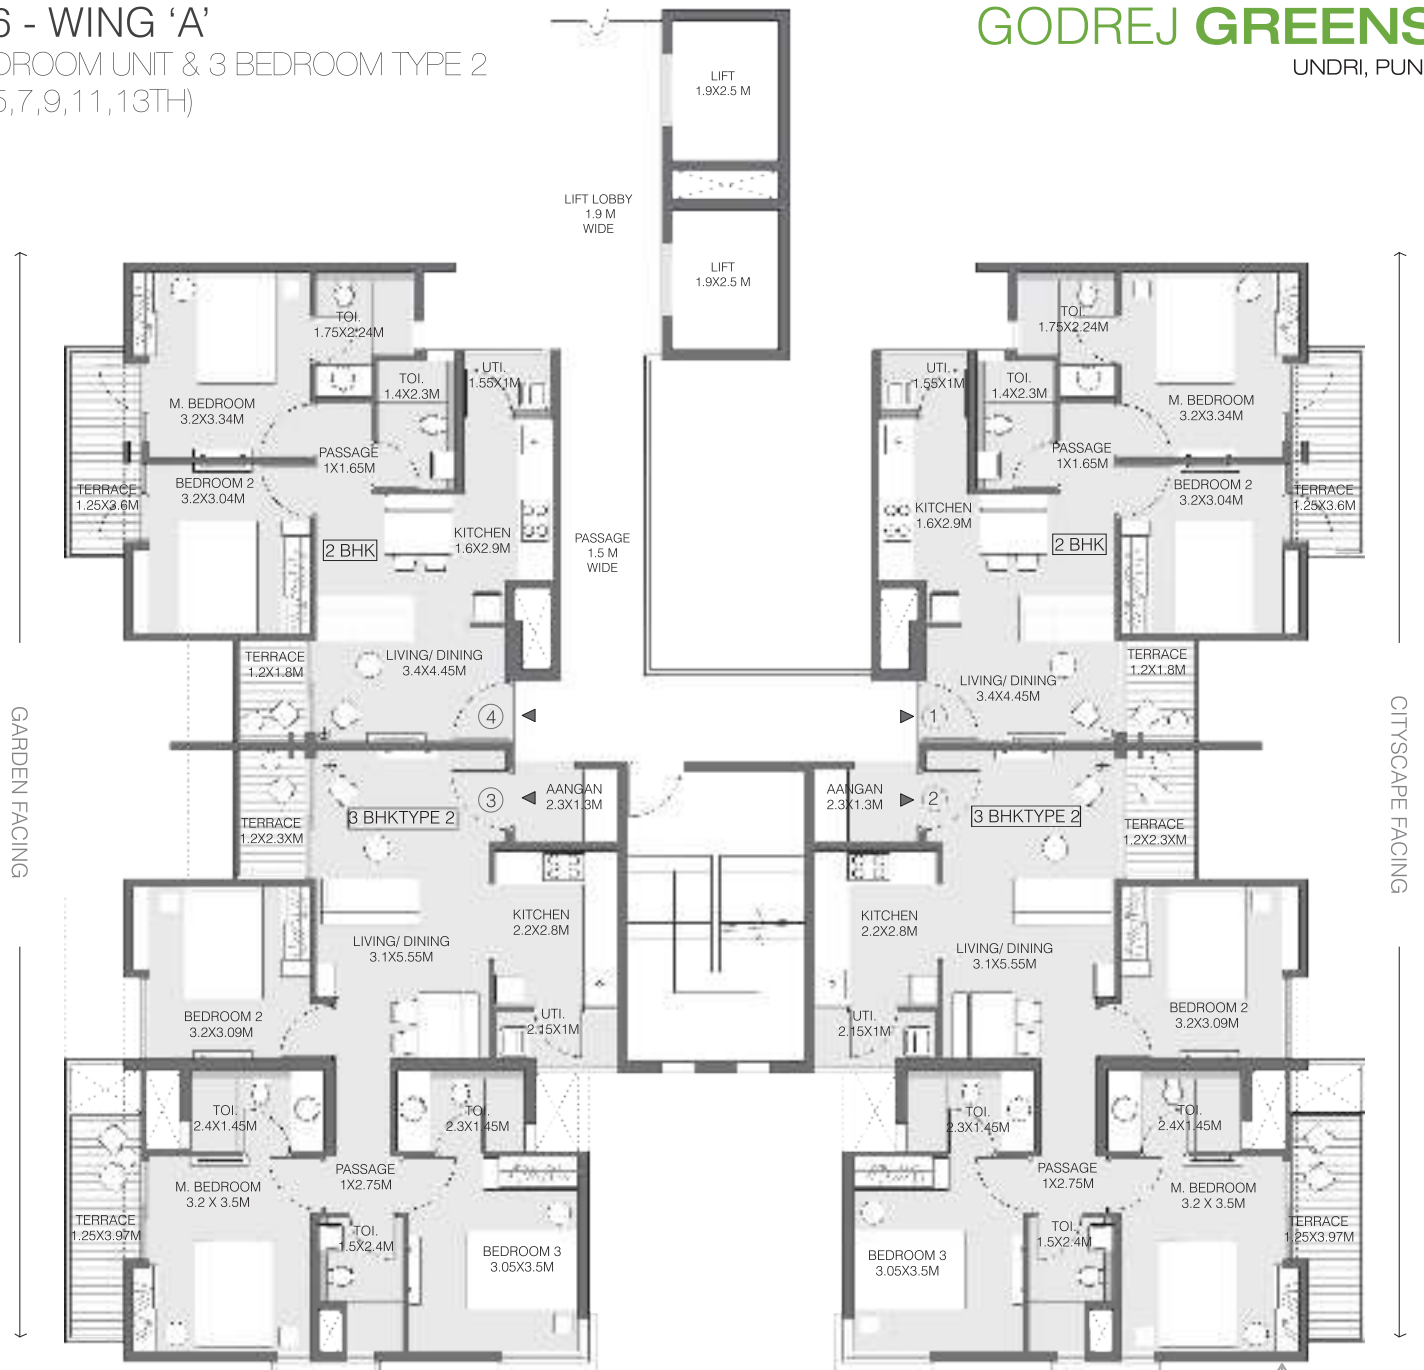 6 - WING ‘A’
DROOM UNIT & 3 BEDROOM TYPE 2
5,7,9,11,13TH)
GODREJ GREENS
UNDRI, PUN
LIFT
1.9X2.5 M
LIFT LOBBY
1.9 M
WIDE
LIFT
1.9X2.5 M
TOI.
1.75X2.24M
UTI.
1.55X1M
TOI.
1.4X2.3M
M. BEDROOM
3.2X3.34M
PASSAGE
1X1.65M
BEDROOM 2
3.2X3.04M
TERRACE
1.25X3.6M
KITCHEN
1.6X2.9M
2 BHK
PASSAGE
1.5 M
WIDE
TERRACE
1.2X1.8M
LIVING/ DINING
3.4X4.45M
4
TOI.
1.75X2.24M
UTI.
1.55X1M
TOI.
1.4X2.3M
M. BEDROOM
3.2X3.34M
PASSAGE
1X1.65M
BEDROOM 2
3.2X3.04M
TERRACE
1.25X3.6M
KITCHEN
1.6X2.9M
2 BHK
TERRACE
1.2X1.8M
LIVING/ DINING
3.4X4.45M
1
GARDEN FACING
CITYSCAPE FACING
3
AANGAN
2.3X1.3M
3 BHKTYPE 2
TERRACE
1.2X2.3XM
KITCHEN
2.2X2.8M
LIVING/ DINING
3.1X5.55M
BEDROOM 2
3.2X3.09M
UTI.
2.15X1M
TOI.
2.4X1.45M
TOI.
2.3X1.45M
PASSAGE
1X2.75M
M. BEDROOM
3.2 X 3.5M
TERRACE
1.25X3.97M
TOI.
1.5X2.4M
BEDROOM 3
3.05X3.5M
AANGAN
2.3X1.3M
2
3 BHKTYPE 2
TERRACE
1.2X2.3XM
KITCHEN
2.2X2.8M
LIVING/ DINING
3.1X5.55M
BEDROOM 2
3.2X3.09M
UTI.
2.15X1M
TOI.
2.3X1.45M
TOI.
2.4X1.45M
PASSAGE
1X2.75M
M. BEDROOM
3.2 X 3.5M
TERRACE
1.25X3.97M
TOI.
1.5X2.4M
BEDROOM 3
3.05X3.5M